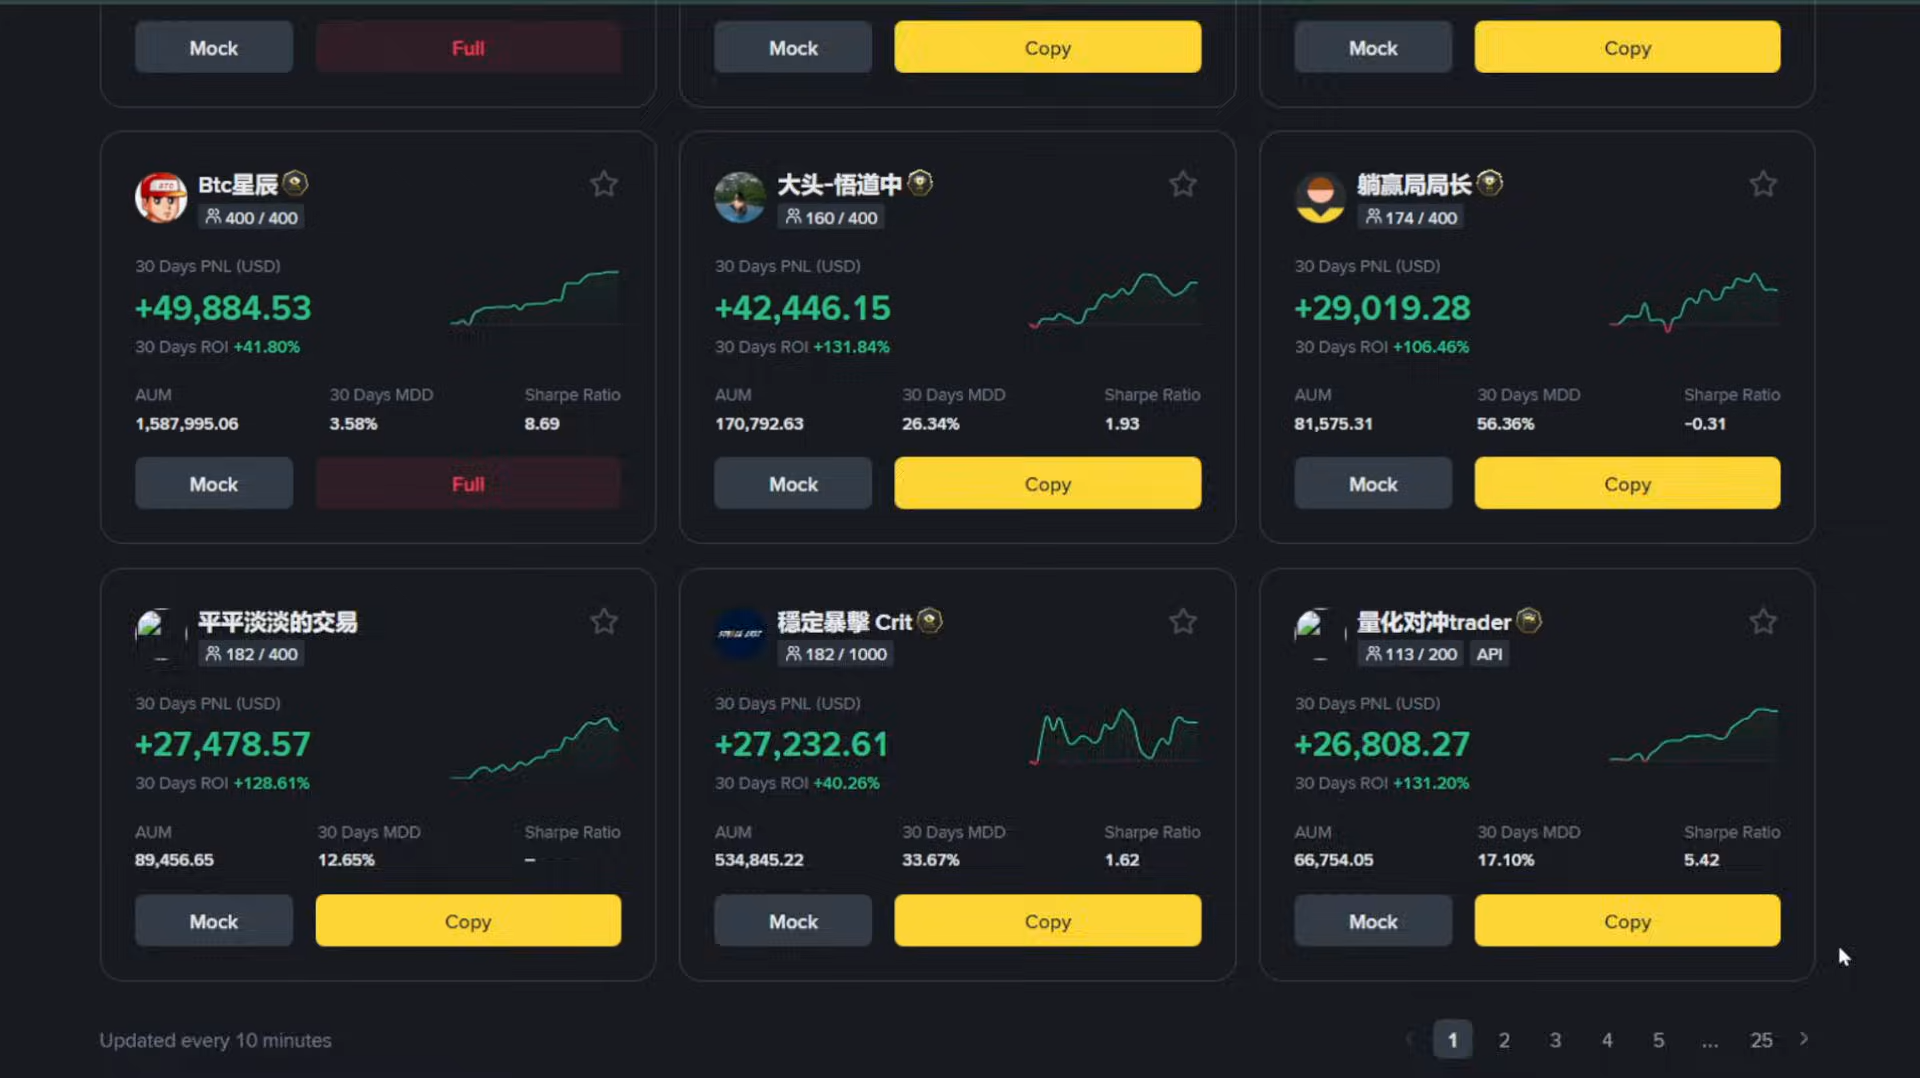 Mock Full Mock Copy Mock Copy
Btc星辰
400 / 400
30 Days PNL (USD)
+49,884.53
30 Days ROI +41.80%
AUM 30 Days MDD Sharpe Ratio
1,587,995.06 3.58% 8.69
Mock Full
大头-悟道中
160 / 400
30 Days PNL (USD)
+42,446.15
30 Days ROI +131.84%
AUM 30 Days MDD Sharpe Ratio
170,792.63 26.34% 1.93
Mock Copy
躺赢局局长
174 / 400
30 Days PNL (USD)
+29,019.28
30 Days ROI +106.46%
AUM 30 Days MDD Sharpe Ratio
81,575.31 56.36% -0.31
Mock Copy
平平淡淡的交易
182 / 400
30 Days PNL (USD)
+27,478.57
30 Days ROI +128.61%
AUM 30 Days MDD Sharpe Ratio
89,456.65 12.65% –
Mock Copy
穩定暴擊 Crit
182 / 1000
30 Days PNL (USD)
+27,232.61
30 Days ROI +40.26%
AUM 30 Days MDD Sharpe Ratio
534,845.22 33.67% 1.62
Mock Copy
量化对冲trader
113 / 200 API
30 Days PNL (USD)
+26,808.27
30 Days ROI +131.20%
AUM 30 Days MDD Sharpe Ratio
66,754.05 17.10% 5.42
Mock Copy
Updated every 10 minutes
1 2 3 4 5 ... 25